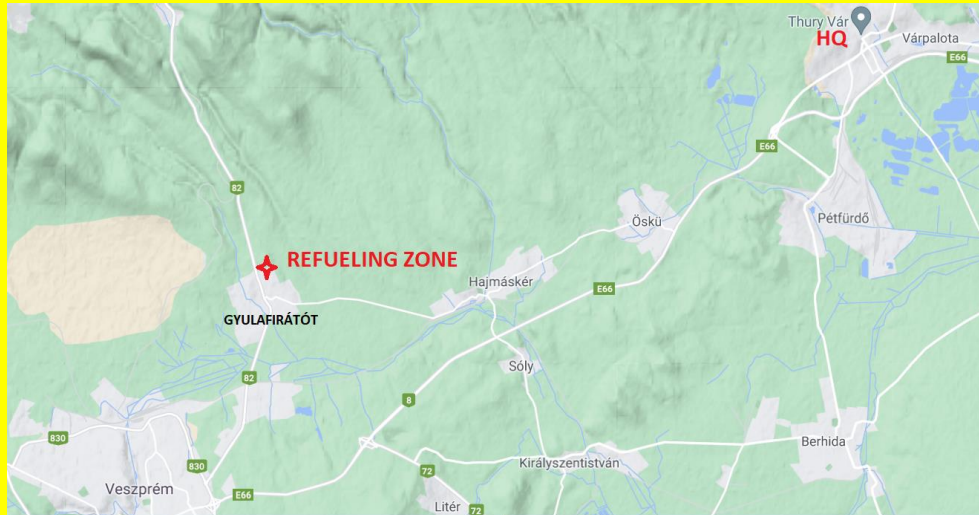 Thury Vár
HQ
Várpalota
E66
E66
82
Öskü
Pétfürdő
REFUELING ZONE
Hajmáskér
E66
GYULAFIRÁTÓT
Sóly
82
8
830
Berhida
Királyszentistván
830
72
Veszprém
E66
Litér
72